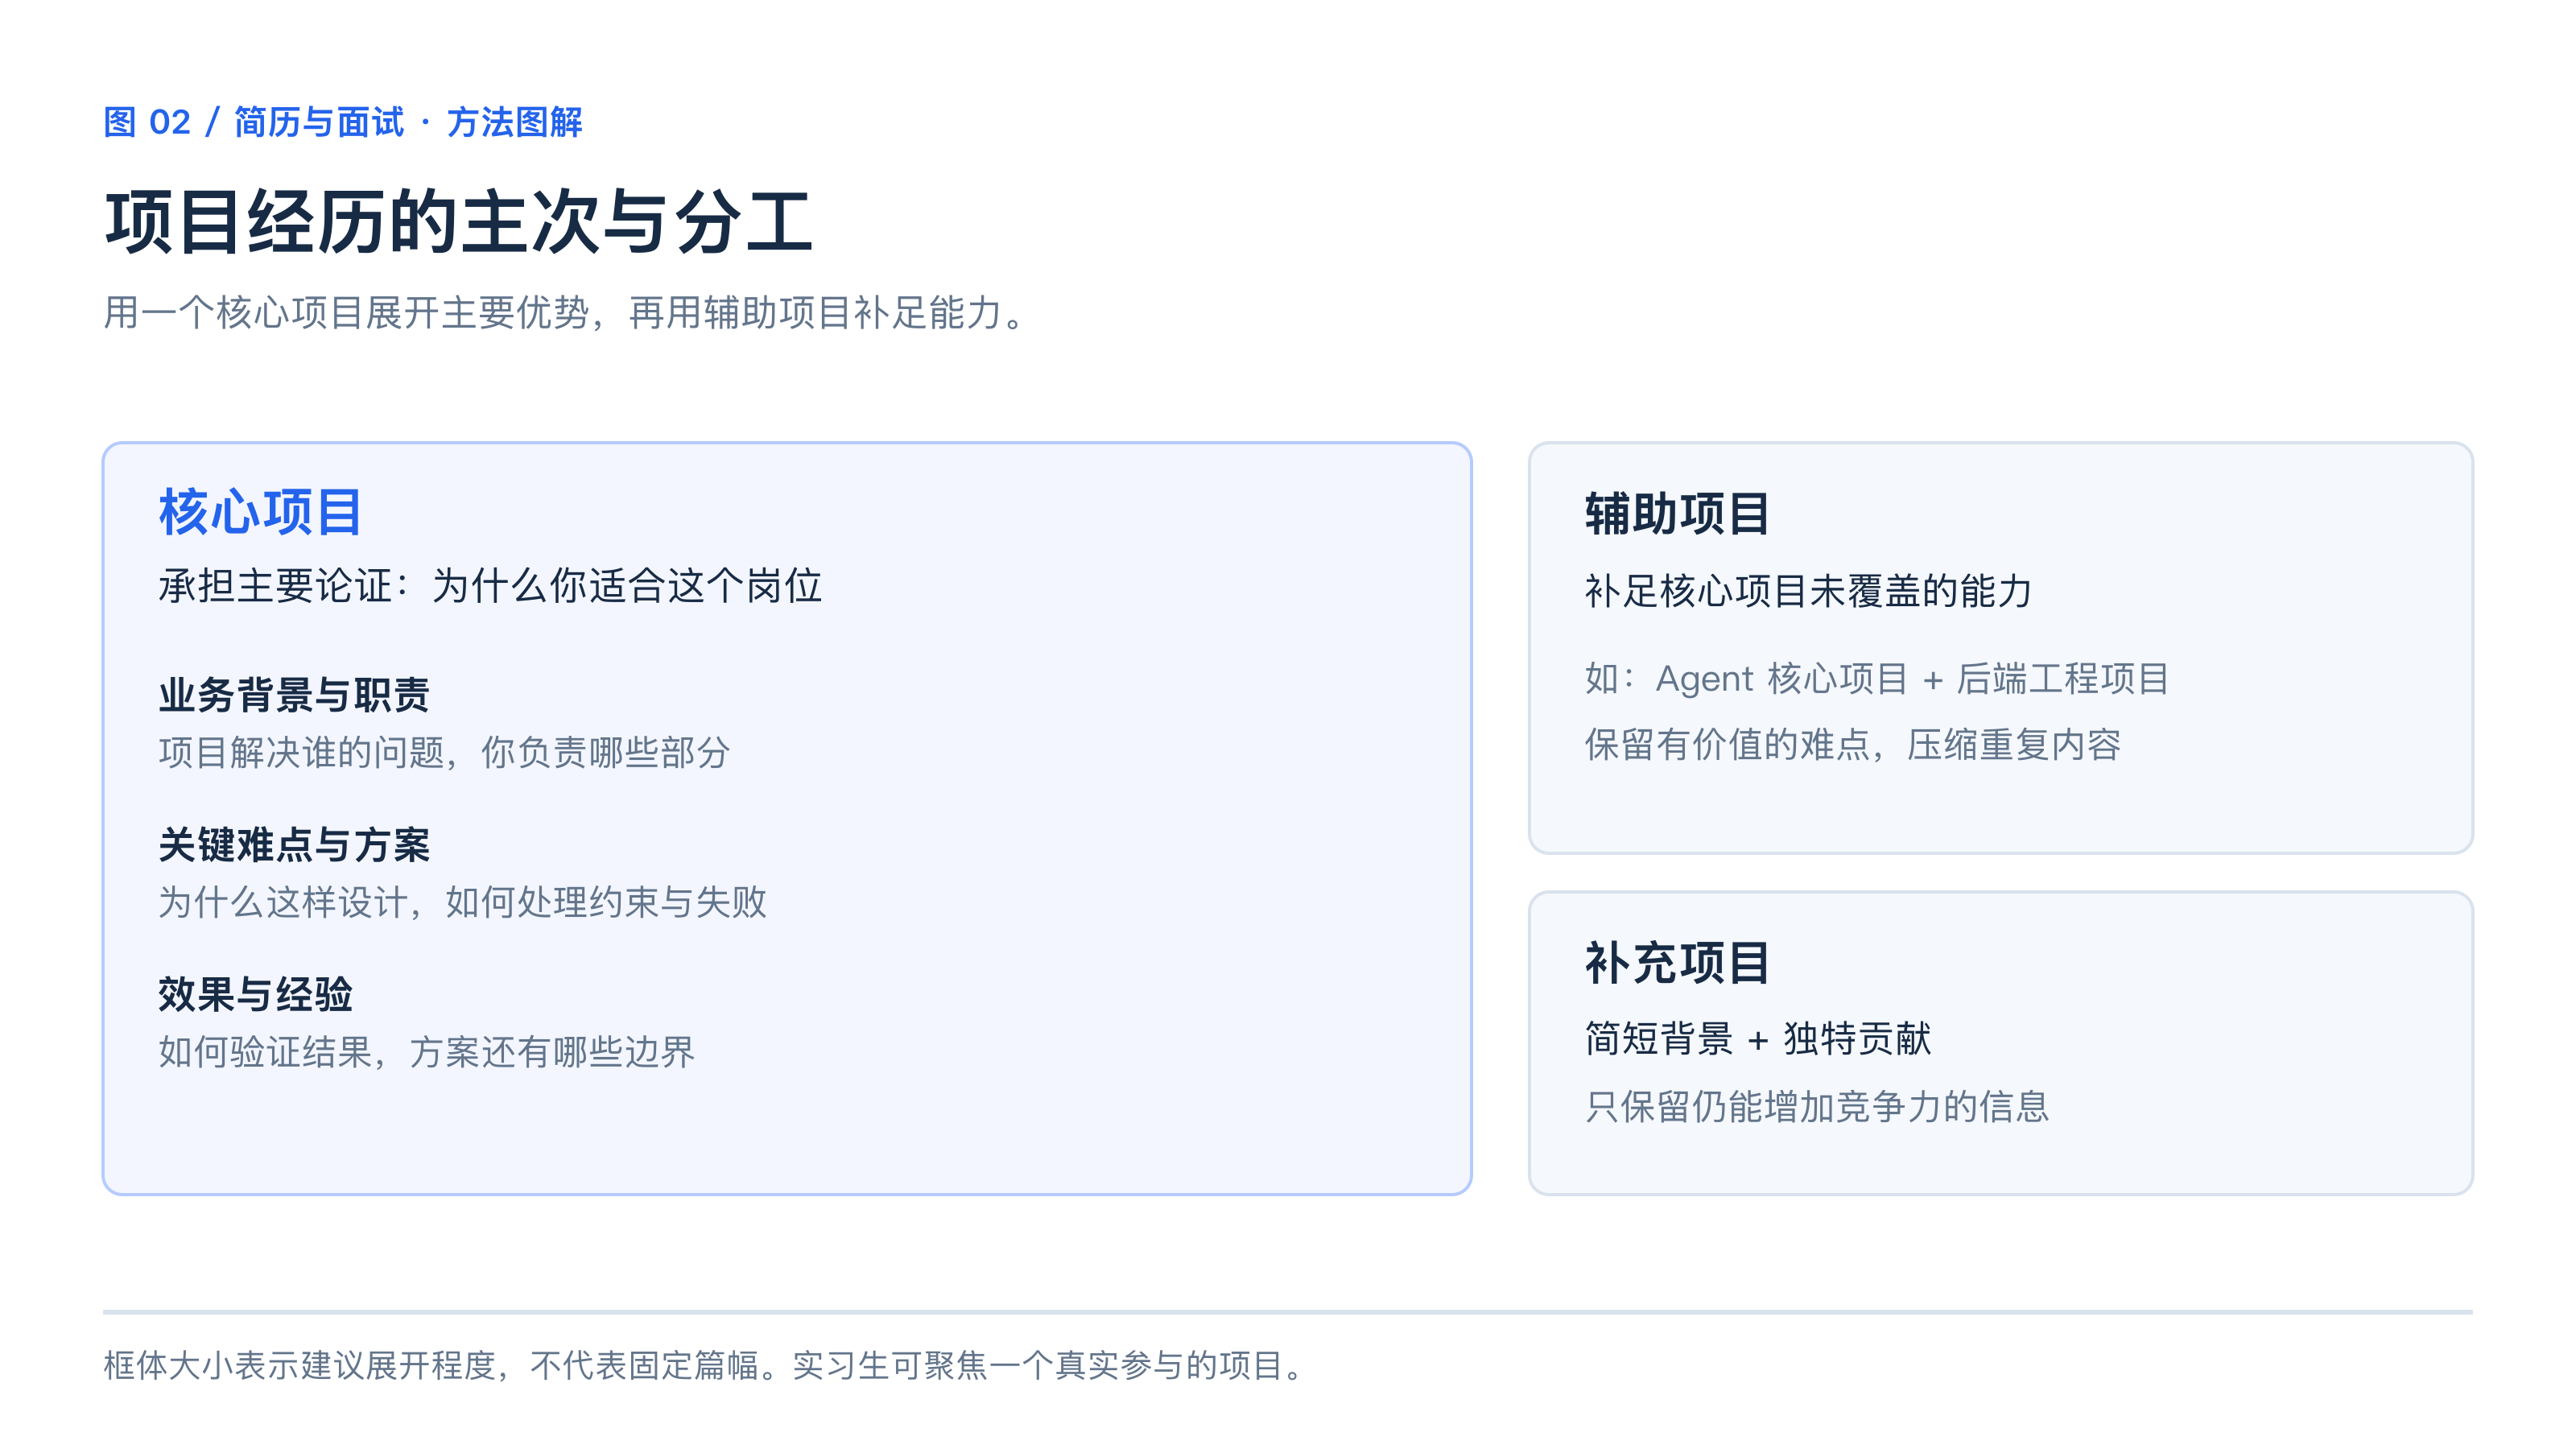 图 02 / 简历与面试 · 方法图解
项目经历的主次与分工
用一个核心项目展开主要优势，再用辅助项目补足能力。
核心项目
承担主要论证：为什么你适合这个岗位
业务背景与职责
项目解决谁的问题，你负责哪些部分
关键难点与方案
为什么这样设计，如何处理约束与失败
效果与经验
如何验证结果，方案还有哪些边界
辅助项目
补足核心项目未覆盖的能力
如：Agent 核心项目 + 后端工程项目
保留有价值的难点，压缩重复内容
补充项目
简短背景 + 独特贡献
只保留仍能增加竞争力的信息
框体大小表示建议展开程度，不代表固定篇幅。实习生可聚焦一个真实参与的项目。